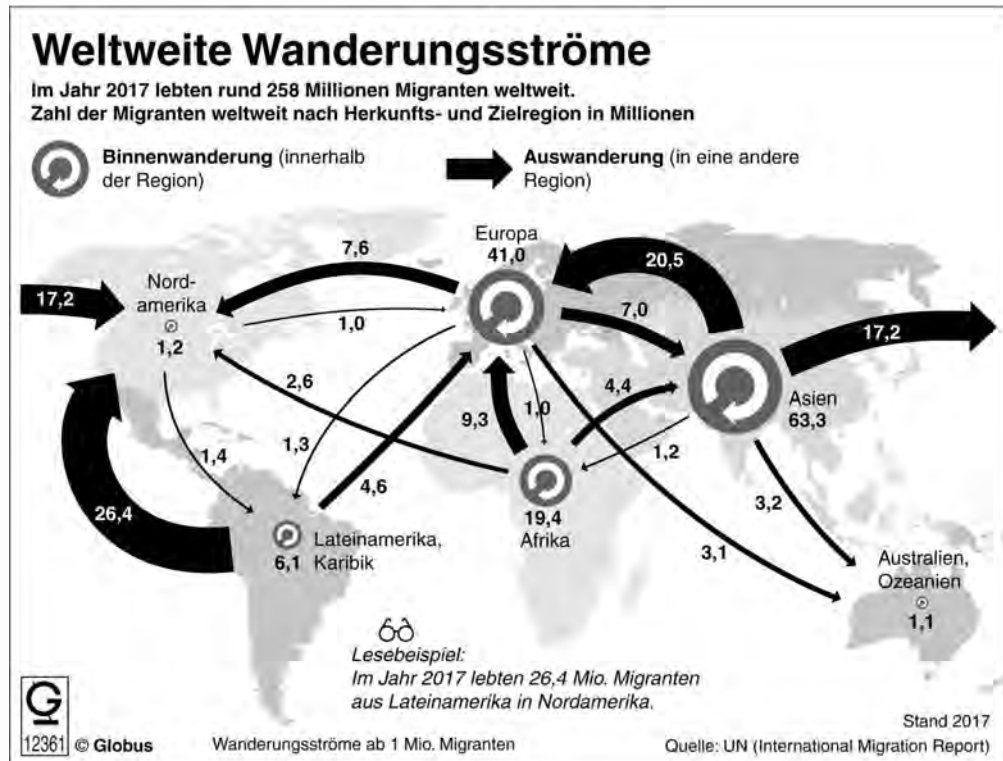 Weltweite Wanderungsströme
Im Jahr 2017 lebten rund 258 Millionen Migranten weltweit.
Zahl der Migranten weltweit nach Herkunfts- und Zielregion in Millionen
Binnenwanderung (innerhalb
der Region)
Auswanderung (in eine andere
Region)
Europa
41,0
7,6
20,5
Nord-
amerika
1,2
17,2
1,0
7,0
17,2
2,6
9,3
1,0
4,4
Asien
63,3
1,4
1,3
4,6
1,2
26,4
19,4
Afrika
3,2
Lateinamerika,
Karibik
6,1
3,1
Australien,
Ozeanien
1,1
Lesebeispiel:
Im Jahr 2017 lebten 26,4 Mio. Migranten
aus Lateinamerika in Nordamerika.
G
12361
© Globus
Wanderungsströme ab 1 Mio. Migranten
Stand 2017
Quelle: UN (International Migration Report)